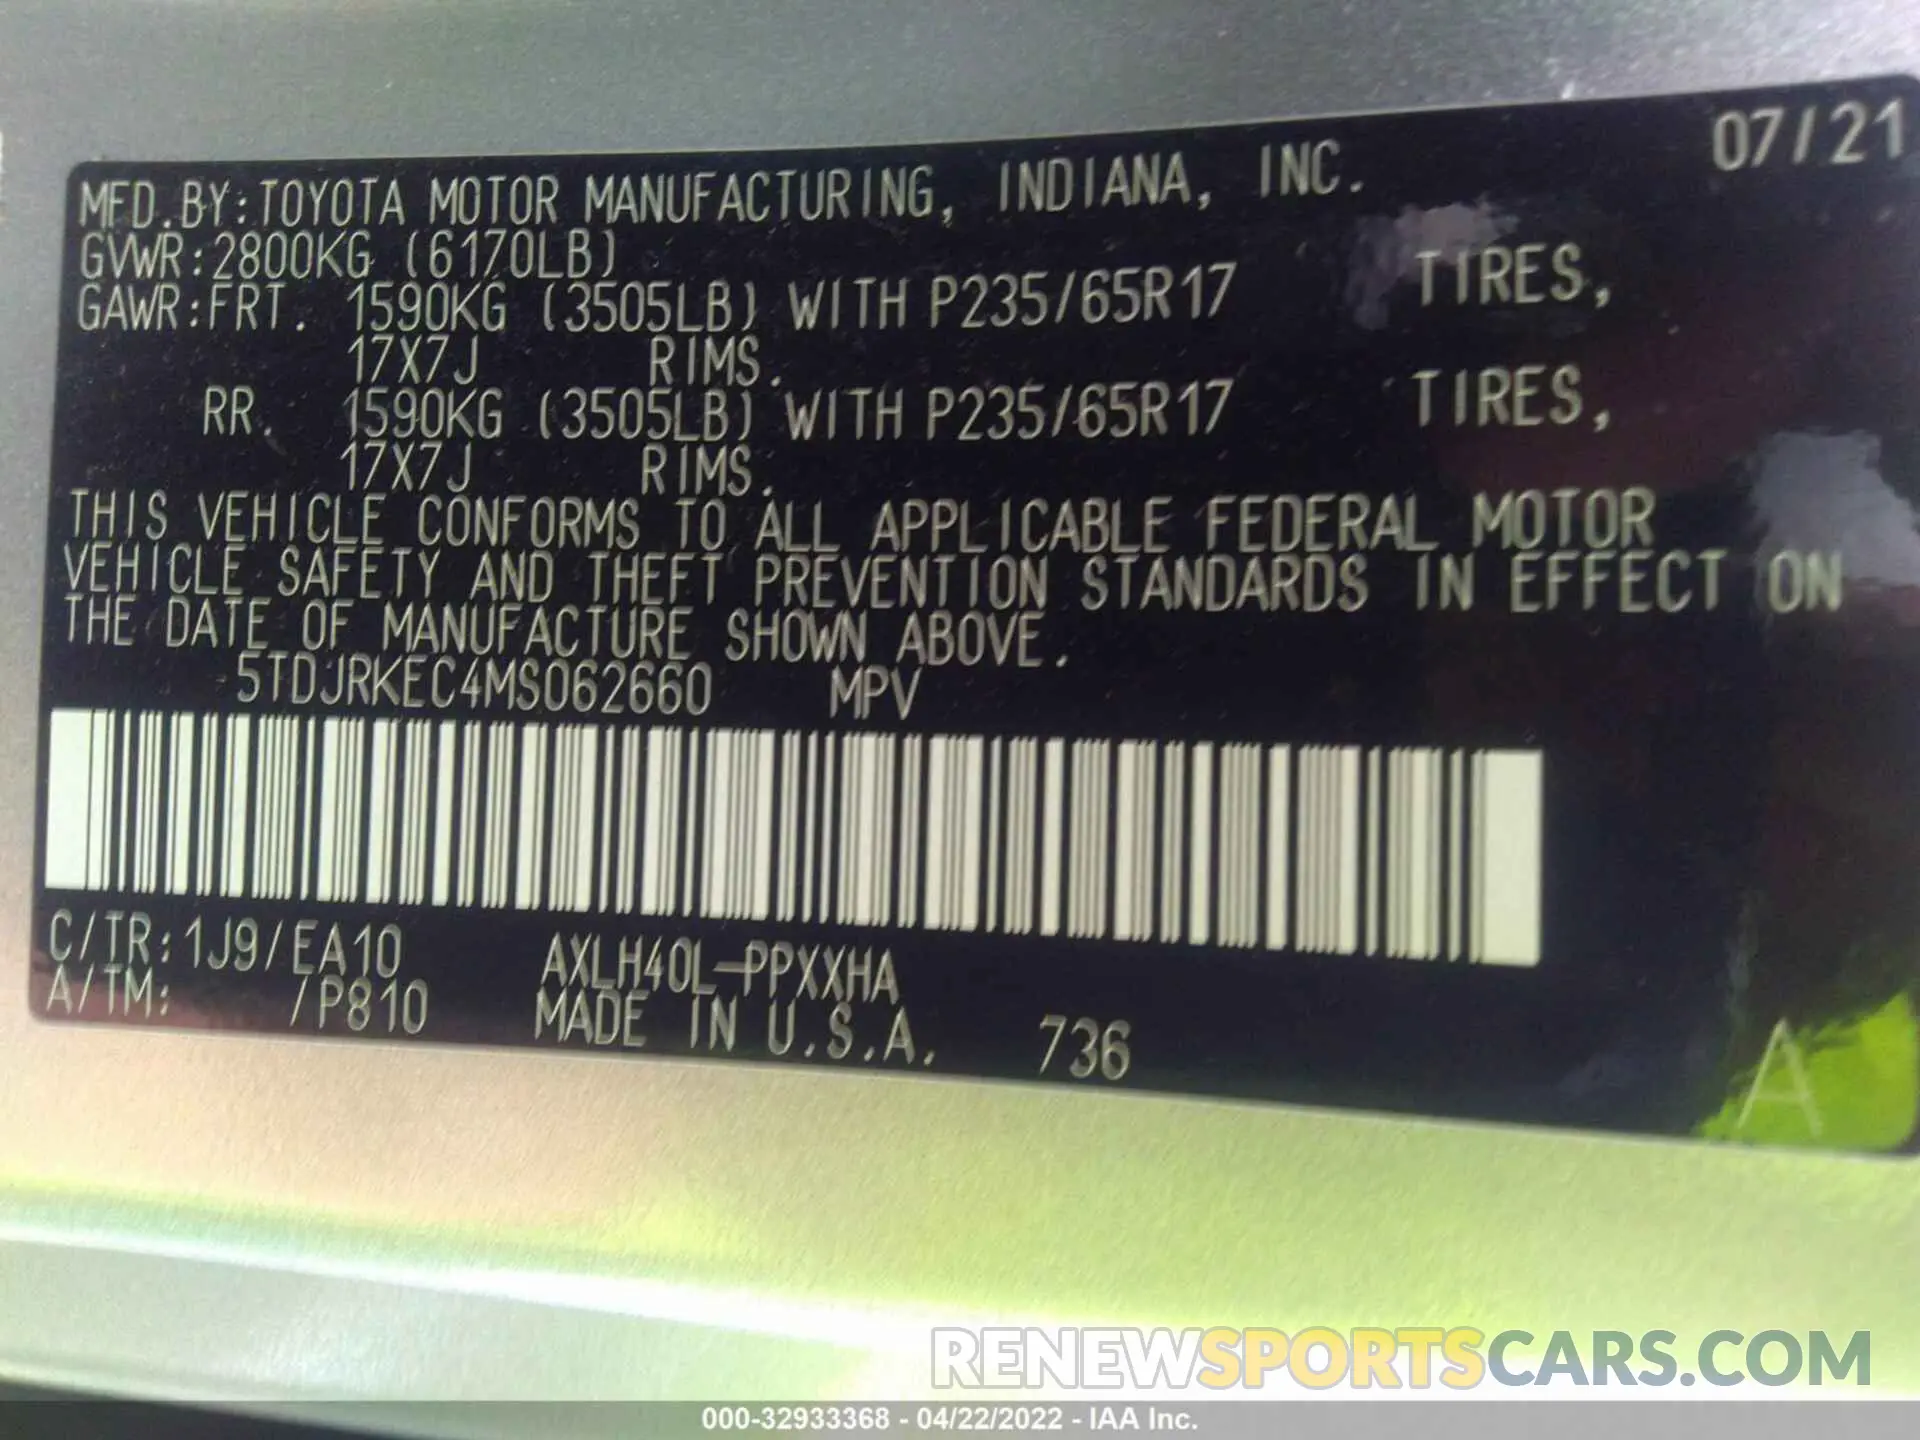 07/21
MFD.BY:TOYOTA MOTOR MANUFACTURING, INDIANA, INC.
GVWR:2800KG (6170LB)
GAWR:FRT. 1590KG (3505LB) WITH P235/65R17 TIRES,
17X7J RIMS.
RR. 1590KG (3505LB) WITH P235/65R17 TIRES,
17X7J RIMS.
THIS VEHICLE CONFORMS TO ALL APPLICABLE FEDERAL MOTOR
VEHICLE SAFETY AND THEFT PREVENTION STANDARDS IN EFFECT ON
THE DATE OF MANUFACTURE SHOWN ABOVE.
5TDJRKEC4MS062660 MPV
C/TR:1J9/EA10 AXLH40L-PPXXHA
A/TM: /P810 MADE IN U.S.A. 736
A
RENEWSPORTSCARS.COM
000-32933368 - 04/22/2022 - IAA Inc.